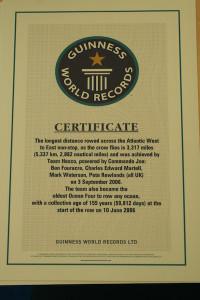 GUINNESS
WORLD RECORDS
CERTIFICATE
The longest distance rowed across the Atlantic West
to East non-stop, as the crow flies is 3,317 miles
(5,337 km, 2,882 nautical miles) and was achieved by
Team Naoco, powered by Commando Joe:
Ben Fouracre, Charles Edward Martell,
Mark Waterson, Pete Rowlands (all UK)
on 3 September 2006.
The team also became the
oldest Ocean Four to row any ocean,
with a collective age of 155 years (59,812 days) at the
start of the row on 10 June 2006
GUINNESS WORLD RECORDS LTD